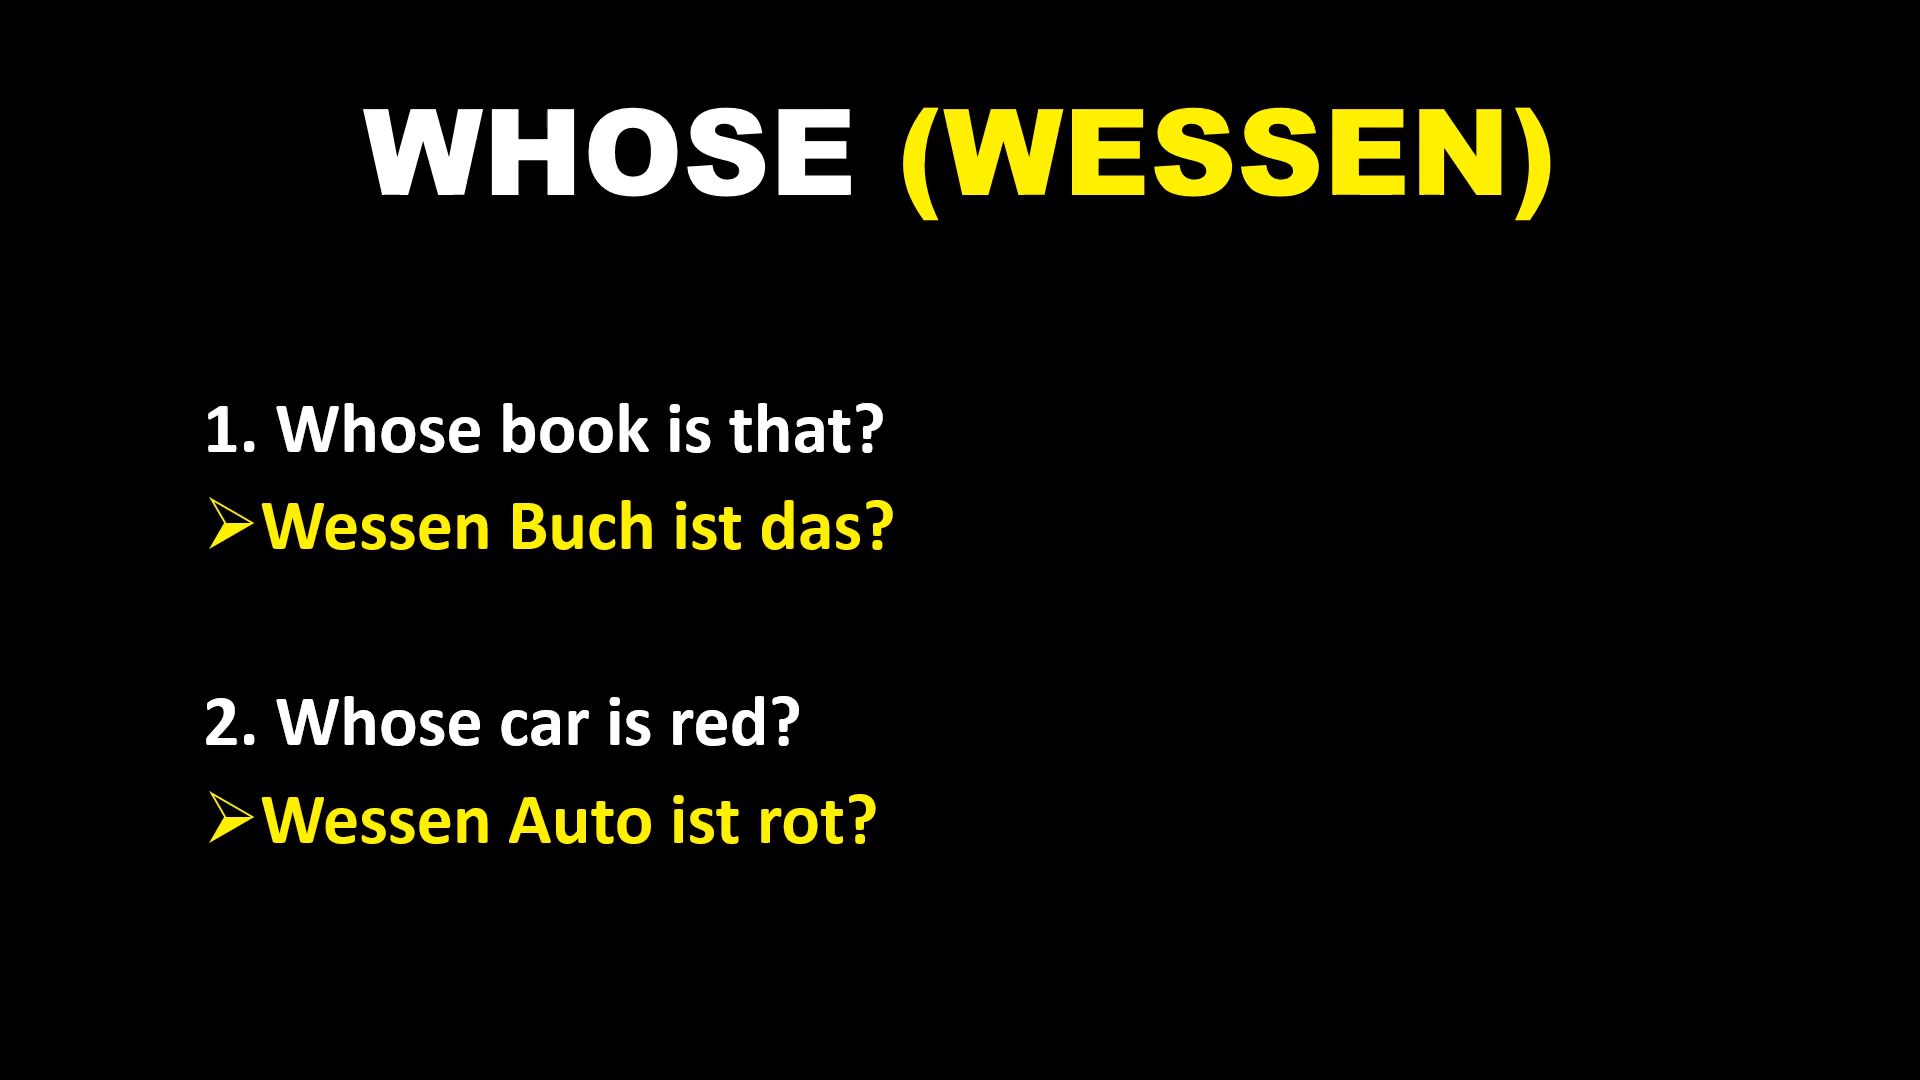 WHOSE (WESSEN)
1. Whose book is that?
➢Wessen Buch ist das?
2. Whose car is red?
➢Wessen Auto ist rot?